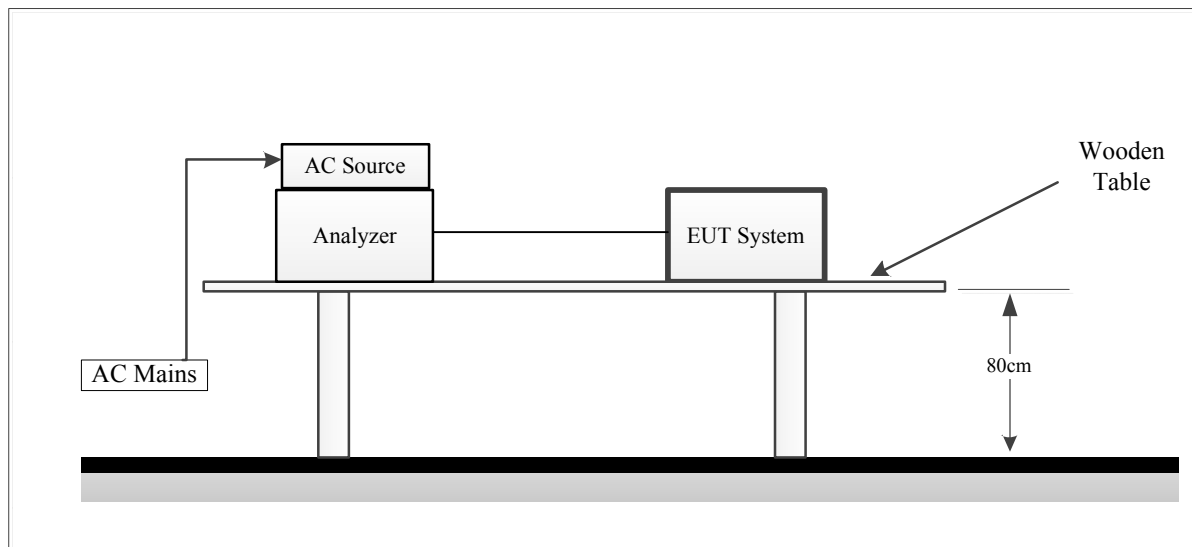 AC Source
Analyzer
EUT System
Wooden
Table
AC Mains
80cm